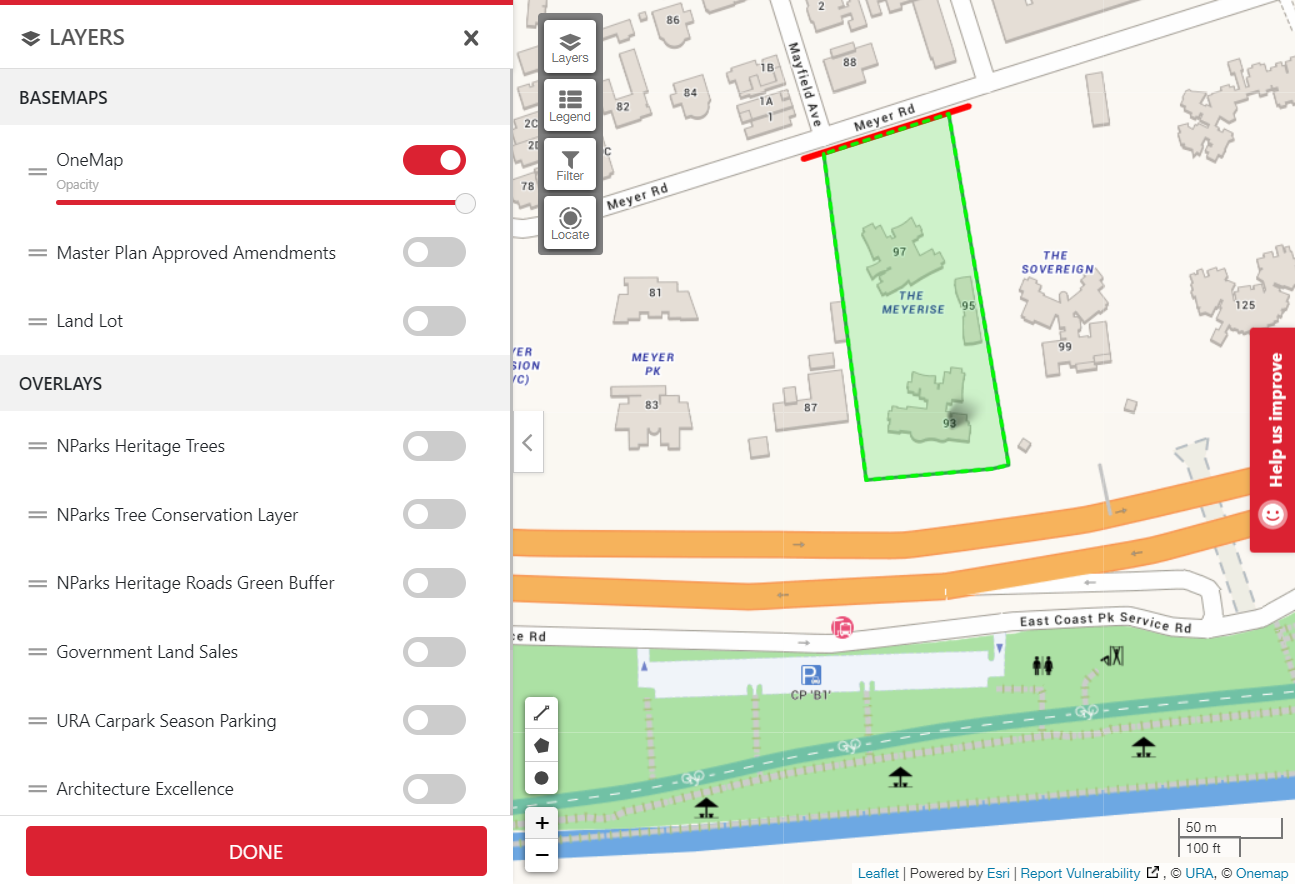 LAYERS
BASEMAPS
OneMap
Opacity
Master Plan Approved Amendments
Land Lot
OVERLAYS
NParks Heritage Trees
NParks Tree Conservation Layer
NParks Heritage Roads Green Buffer
Government Land Sales
URA Carpark Season Parking
Architecture Excellence
DONE
Layers
Legend
Filter
Locate
2
86
1B
88
84
82
1A
1
2C
2D
C
78
Mayfield Ave
Meyer Rd
Meyer Rd
97
THE
MEYERISE
95
THE
SOVEREIGN
81
125
99
MEYER
PK
83
87
93
Help us improve
East Coast Pk Service Rd
Rd
P
CP 'B1'
+
−
50 m
100 ft
Leaflet | Powered by Esri | Report Vulnerability , © URA, © Onemap